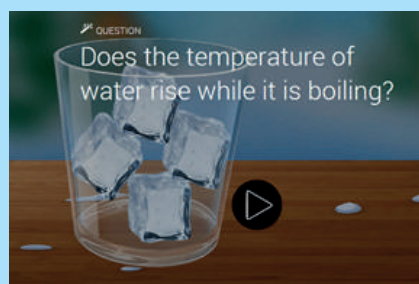 QUESTION
Does the temperature of
water rise while it is boiling?